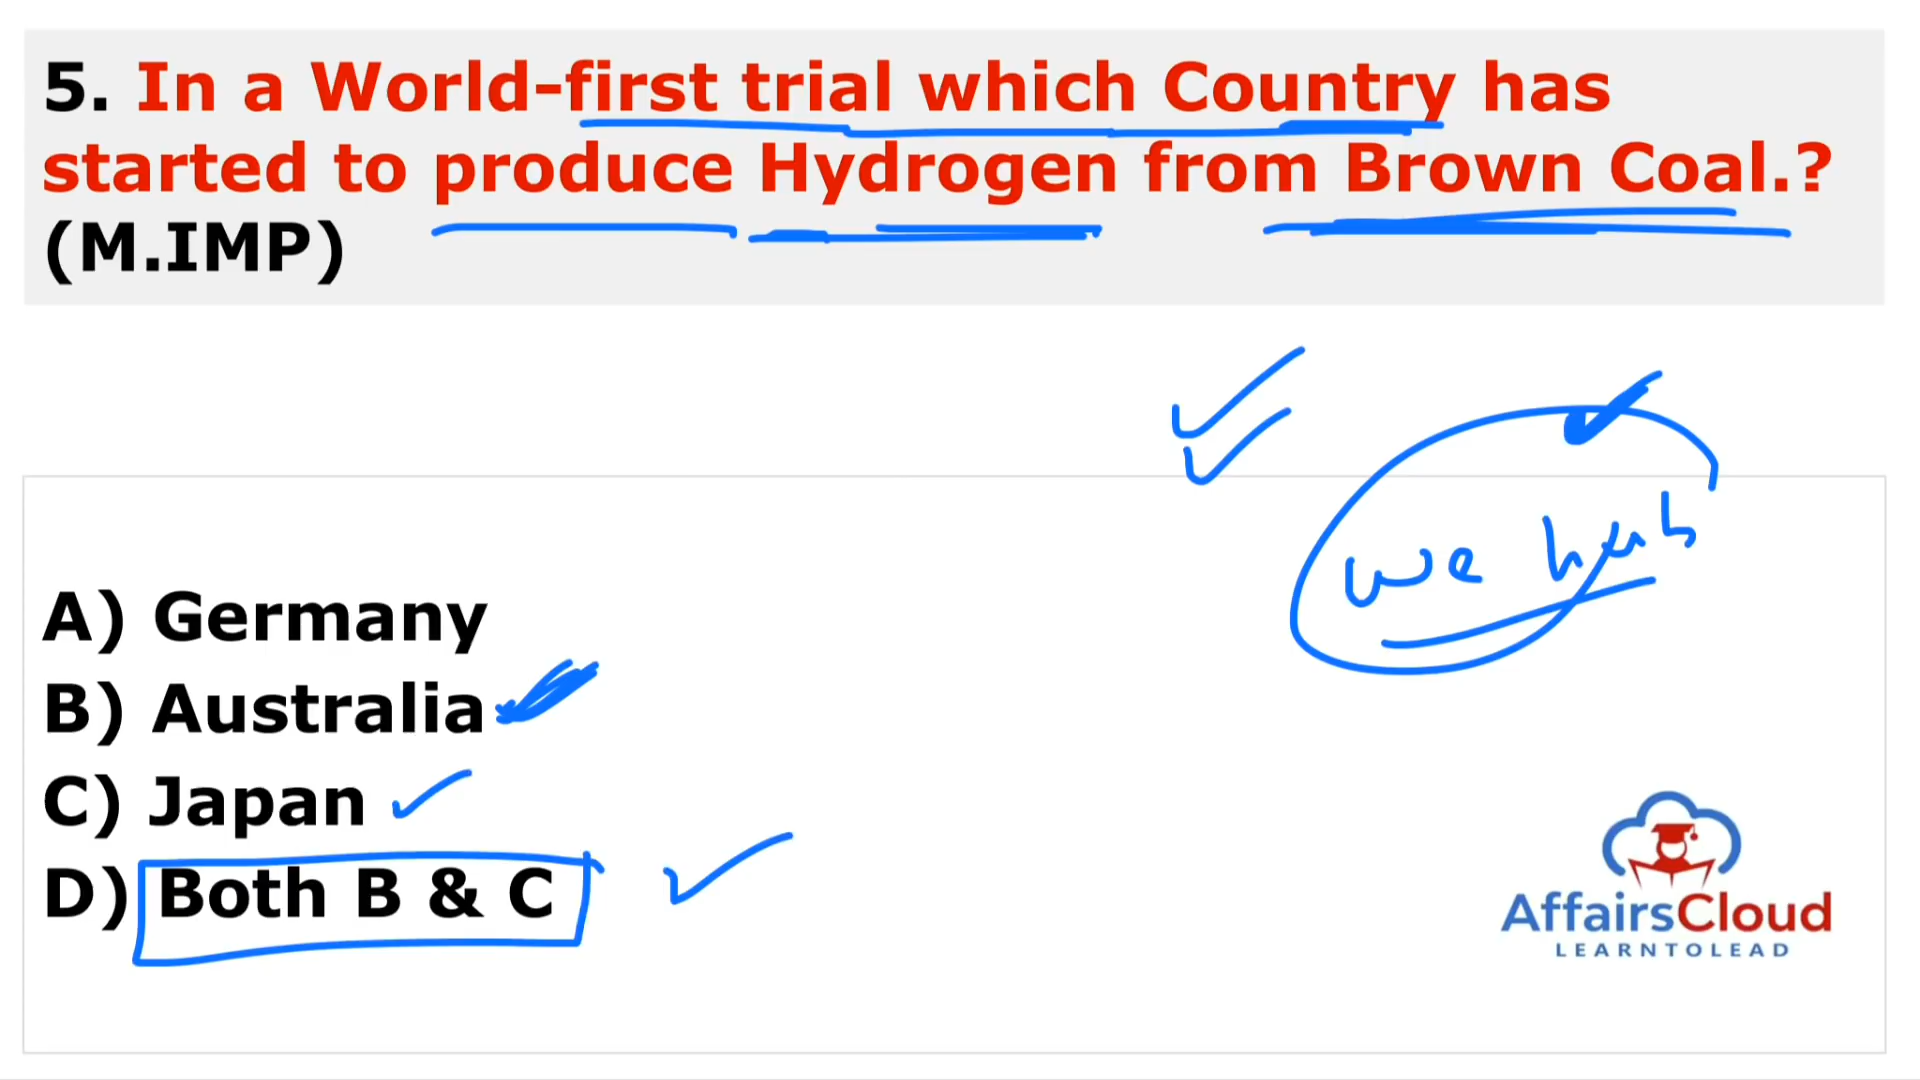 5. In a World-first trial which Country has
started to produce Hydrogen from Brown Coal.?
(M.IMP)
we hub
A) Germany
B) Australia
C) Japan
D) Both B & C
AffairsCloud
LEARNTOLEAD